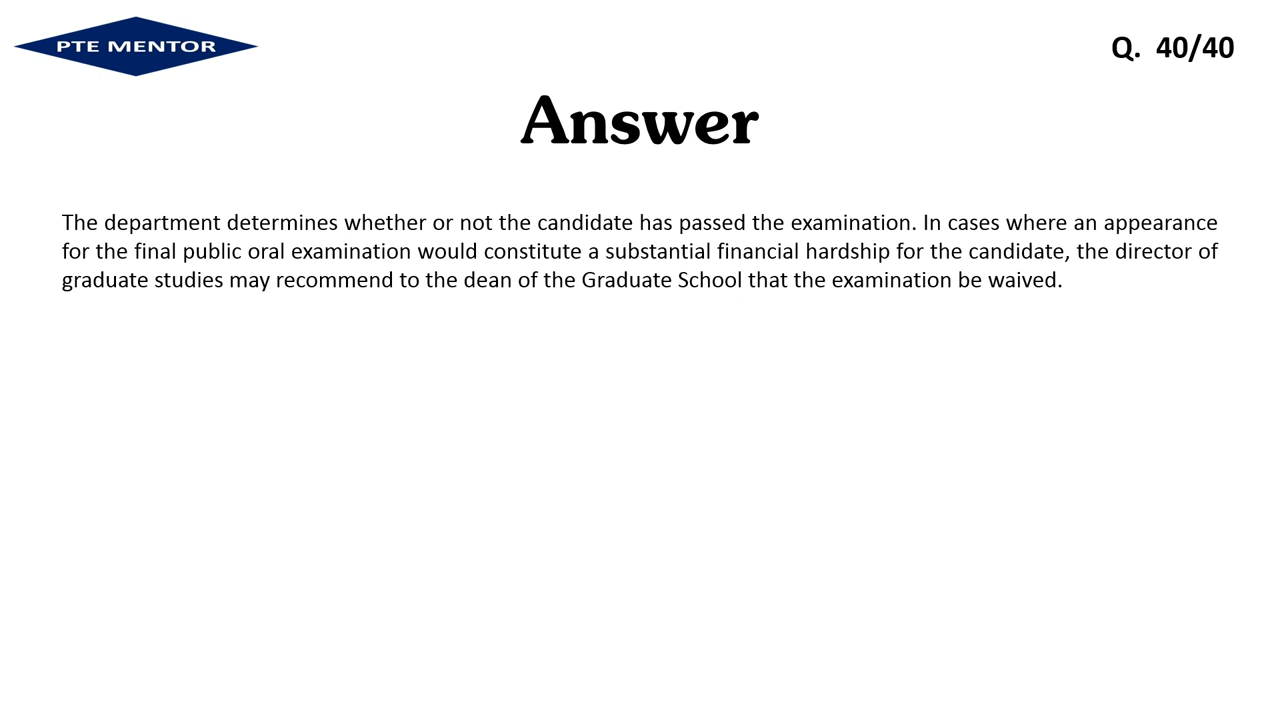 PTE MENTOR
Q. 40/40
Answer
The department determines whether or not the candidate has passed the examination. In cases where an appearance
for the final public oral examination would constitute a substantial financial hardship for the candidate, the director of
graduate studies may recommend to the dean of the Graduate School that the examination be waived.